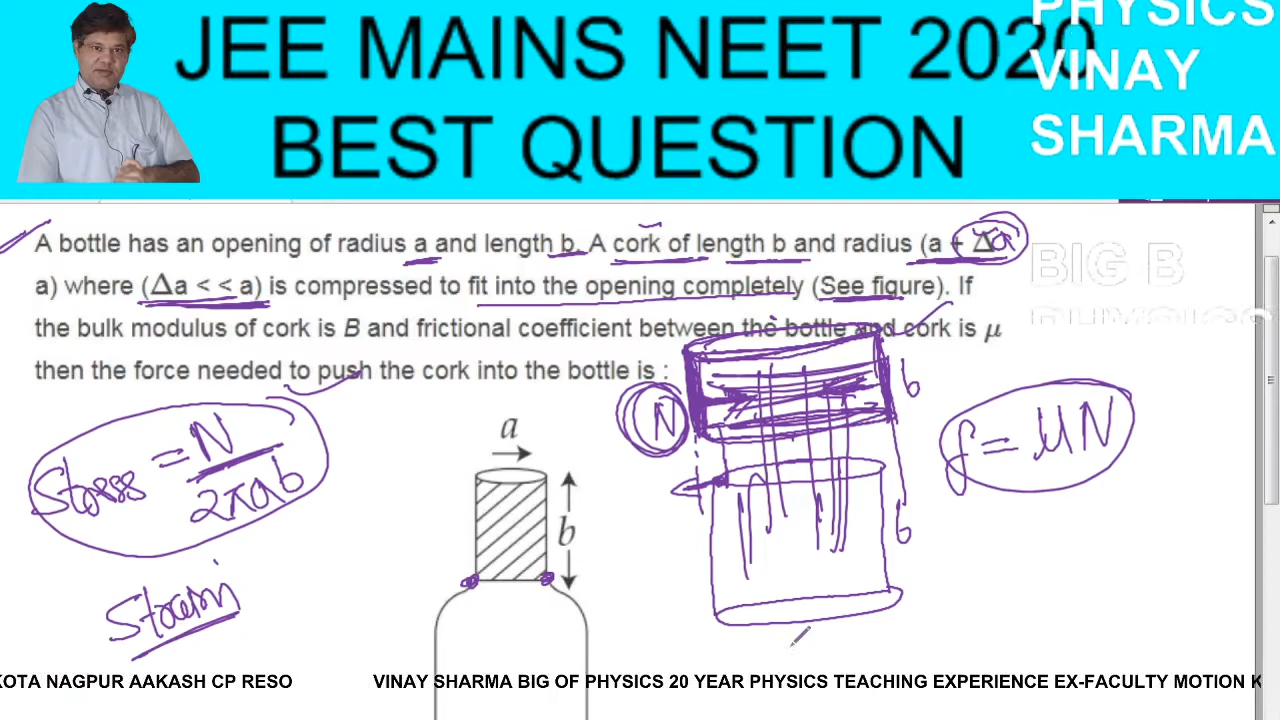 JEE MAINS NEET 2020
BEST QUESTION
PHYSICS
VINAY
SHARMA
A bottle has an opening of radius a and length b. A cork of length b and radius (a + Δ
a) where (Δa < < a) is compressed to fit into the opening completely (See figure). If
the bulk modulus of cork is B and frictional coefficient between the bottle and cork is μ
then the force needed to push the cork into the bottle is :
BIG B
PHYSICS
Stress = N
2πab
Strain
N
b
b
f = μN
a
b
KOTA NAGPUR AAKASH CP RESO
VINAY SHARMA BIG OF PHYSICS 20 YEAR PHYSICS TEACHING EXPERIENCE EX-FACULTY MOTION K